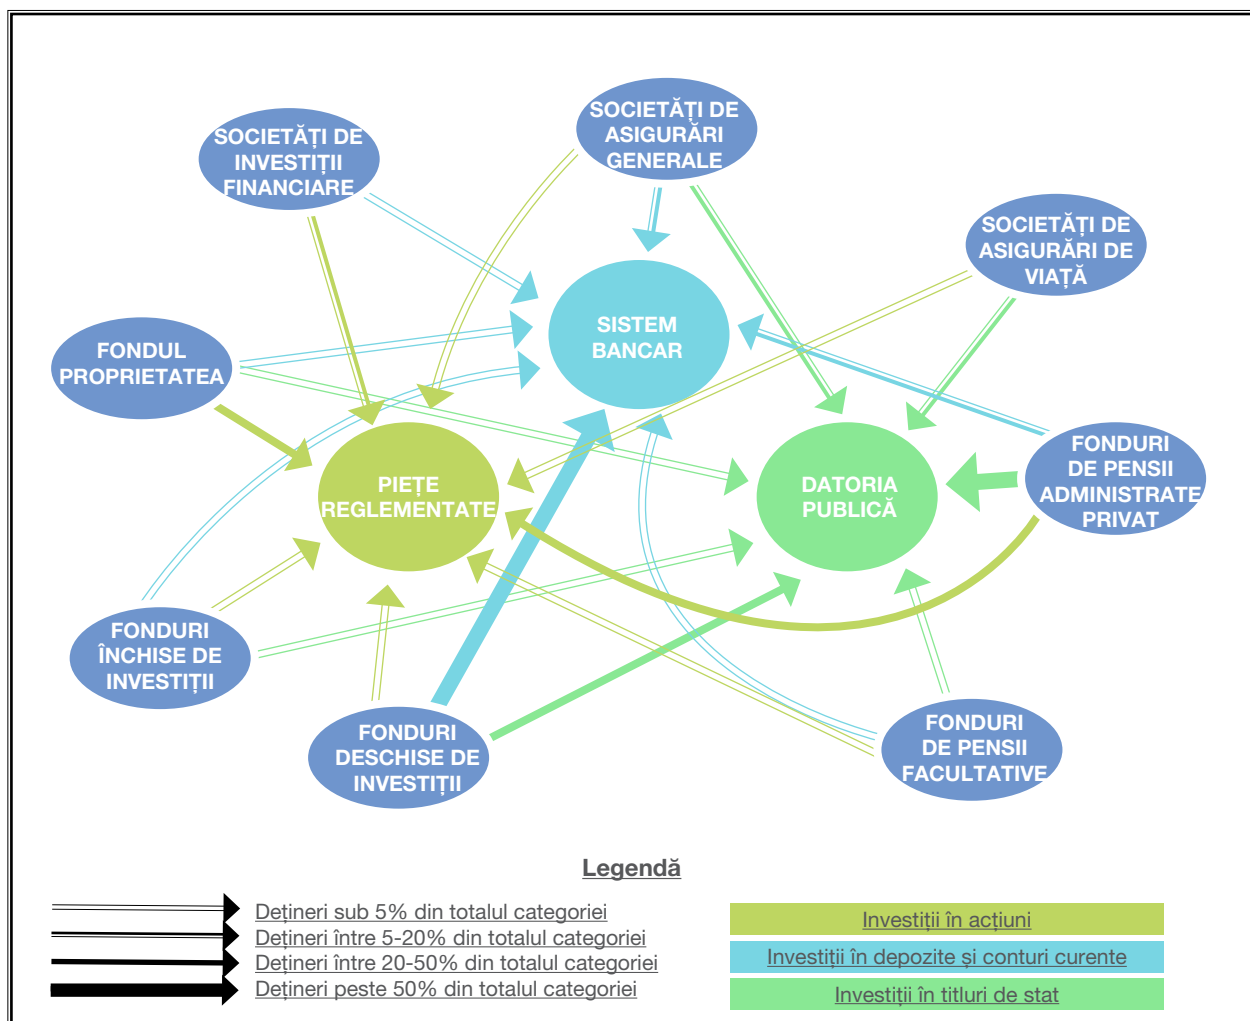 SOCIETĂȚI DE
INVESTIȚII
FINANCIARE
SOCIETĂȚI DE
ASIGURĂRI
GENERALE
SOCIETĂȚI DE
ASIGURĂRI DE
VIAȚĂ
SISTEM
BANCAR
FONDUL
PROPRIETATEA
PIEȚE
REGLEMENTATE
DATORIA
PUBLICĂ
FONDURI
DE PENSII
ADMINISTRATE
PRIVAT
FONDURI
ÎNCHISE DE
INVESTIȚII
FONDURI
DESCHISE DE
INVESTIȚII
FONDURI
DE PENSII
FACULTATIVE
Legendă
Dețineri sub 5% din totalul categoriei
Dețineri între 5-20% din totalul categoriei
Dețineri între 20-50% din totalul categoriei
Dețineri peste 50% din totalul categoriei
Investiții în acțiuni
Investiții în depozite și conturi curente
Investiții în titluri de stat